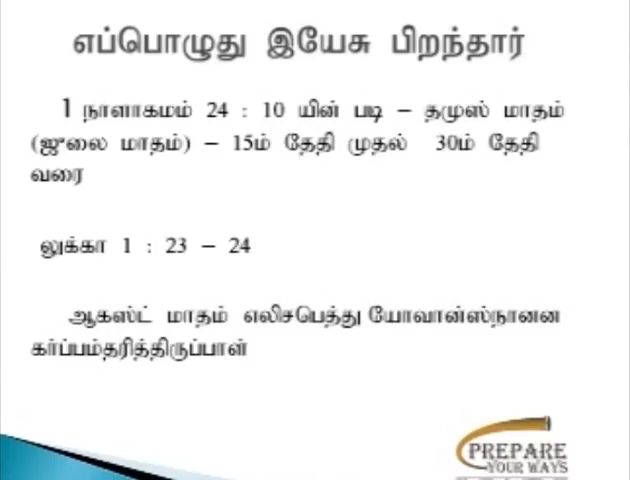 எப்பொழுது இயேசு பிறந்தார்
1 நாளாகமம் 24 : 10 யின் படி – தமுஸ் மாதம்
(ஜுலை மாதம்) – 15ம் தேதி முதல் 30ம் தேதி
வரை
லுக்கா 1 : 23 – 24
ஆகஸ்ட் மாதம் எலிசபெத்து யோவான்ஸ்நானன
கர்ப்பம்தரித்திருப்பாள்
PREPARE
YOUR WAYS